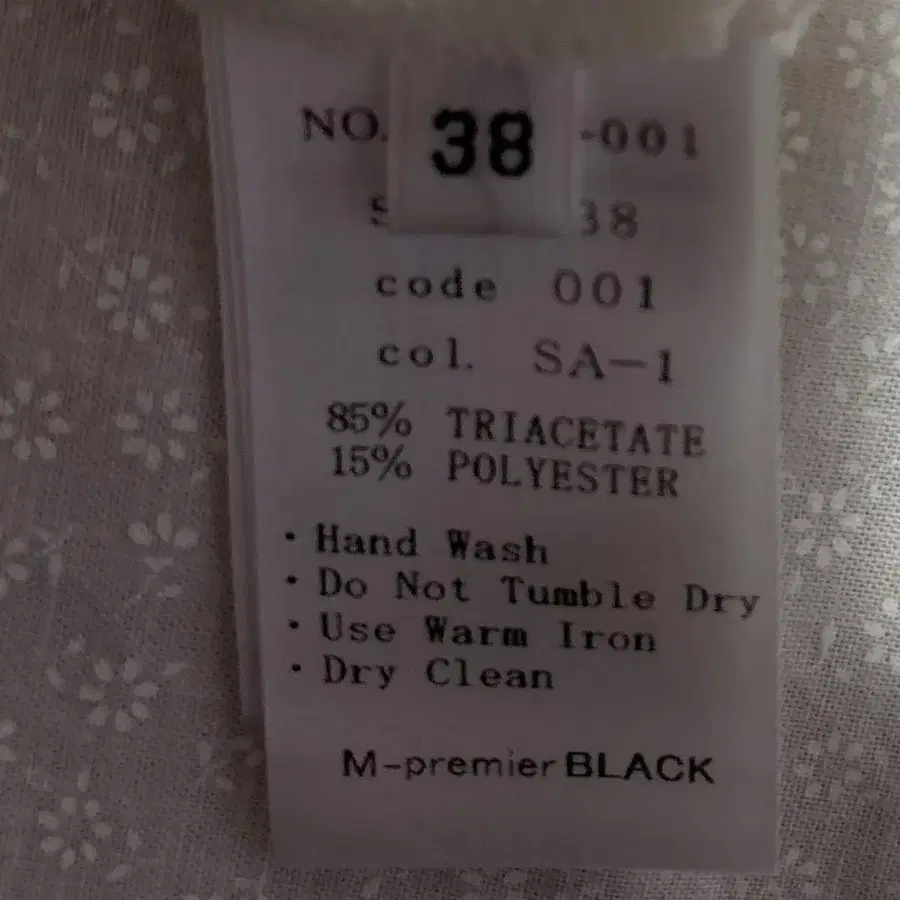 NO. -001
38
38
code 001
col. SA-1
85% TRIACETATE
15% POLYESTER
· Hand Wash
· Do Not Tumble Dry
· Use Warm Iron
· Dry Clean
M-premier BLACK